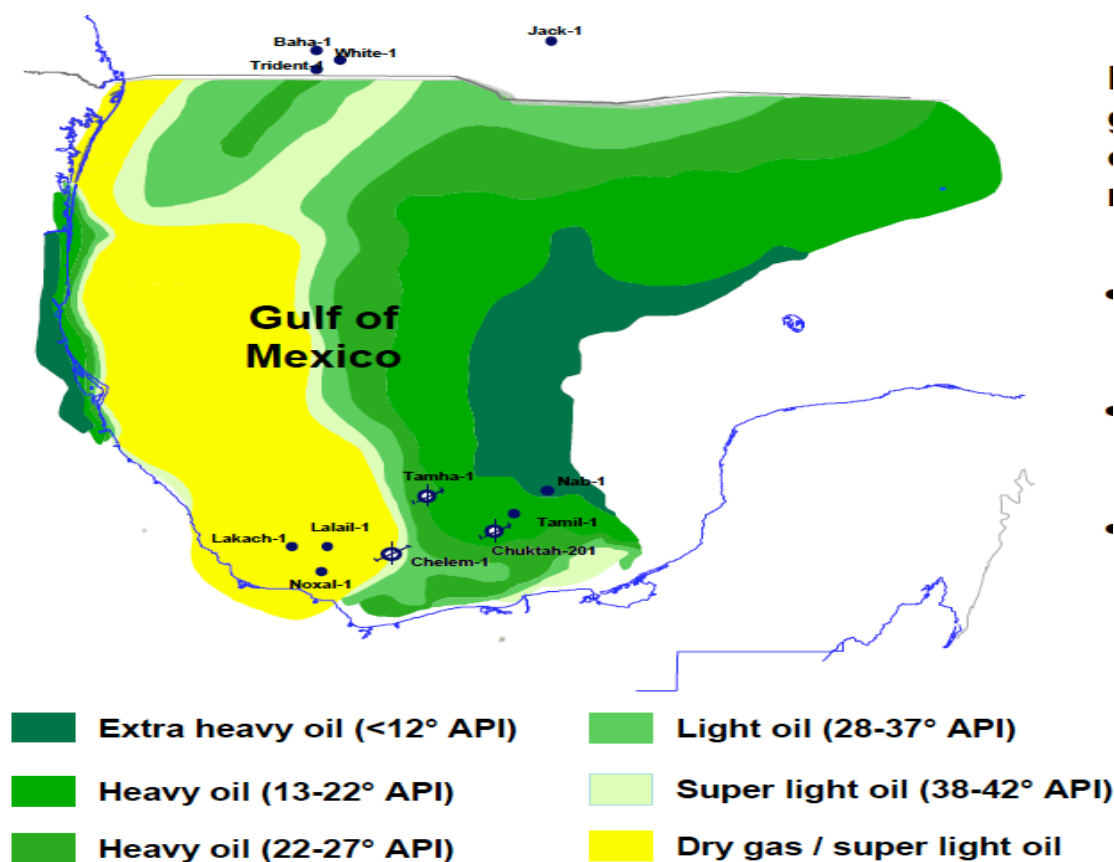 Jack-1
Baha-1
White-1
Trident-1
Gulf of
Mexico
Tamha-1
Nab-1
Tamil-1
Lalail-1
Lakach-1
Chuktah-201
Chelem-1
Noxal-1
Extra heavy oil (<12° API)
Light oil (28-37° API)
Heavy oil (13-22° API)
Super light oil (38-42° API)
Heavy oil (22-27° API)
Dry gas / super light oil